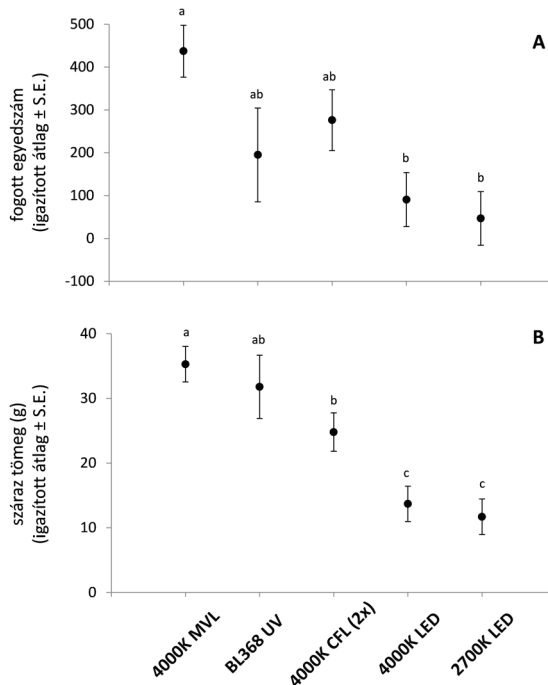 A
fogott egyedszám
(igazított átlag ± S.E.)
500
400
300
200
100
0
-100
a
ab
ab
b
b
B
száraz tömeg (g)
(igazított átlag ± S.E.)
40
30
20
10
0
a
ab
b
c
c
4000K MVL
BL368 UV
4000K CFL (2x)
4000K LED
2700K LED